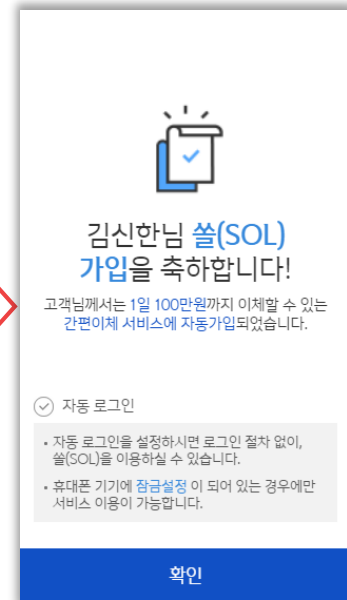 김신한님 쏠(SOL)
가입을 축하합니다!
고객님께서는 1일 100만원까지 이체할 수 있는
간편이체 서비스에 자동가입되었습니다.
자동 로그인
• 자동 로그인을 설정하시면 로그인 절차 없이,
쏠(SOL)을 이용하실 수 있습니다.
• 휴대폰 기기에 잠금설정 이 되어 있는 경우에만
서비스 이용이 가능합니다.
확인